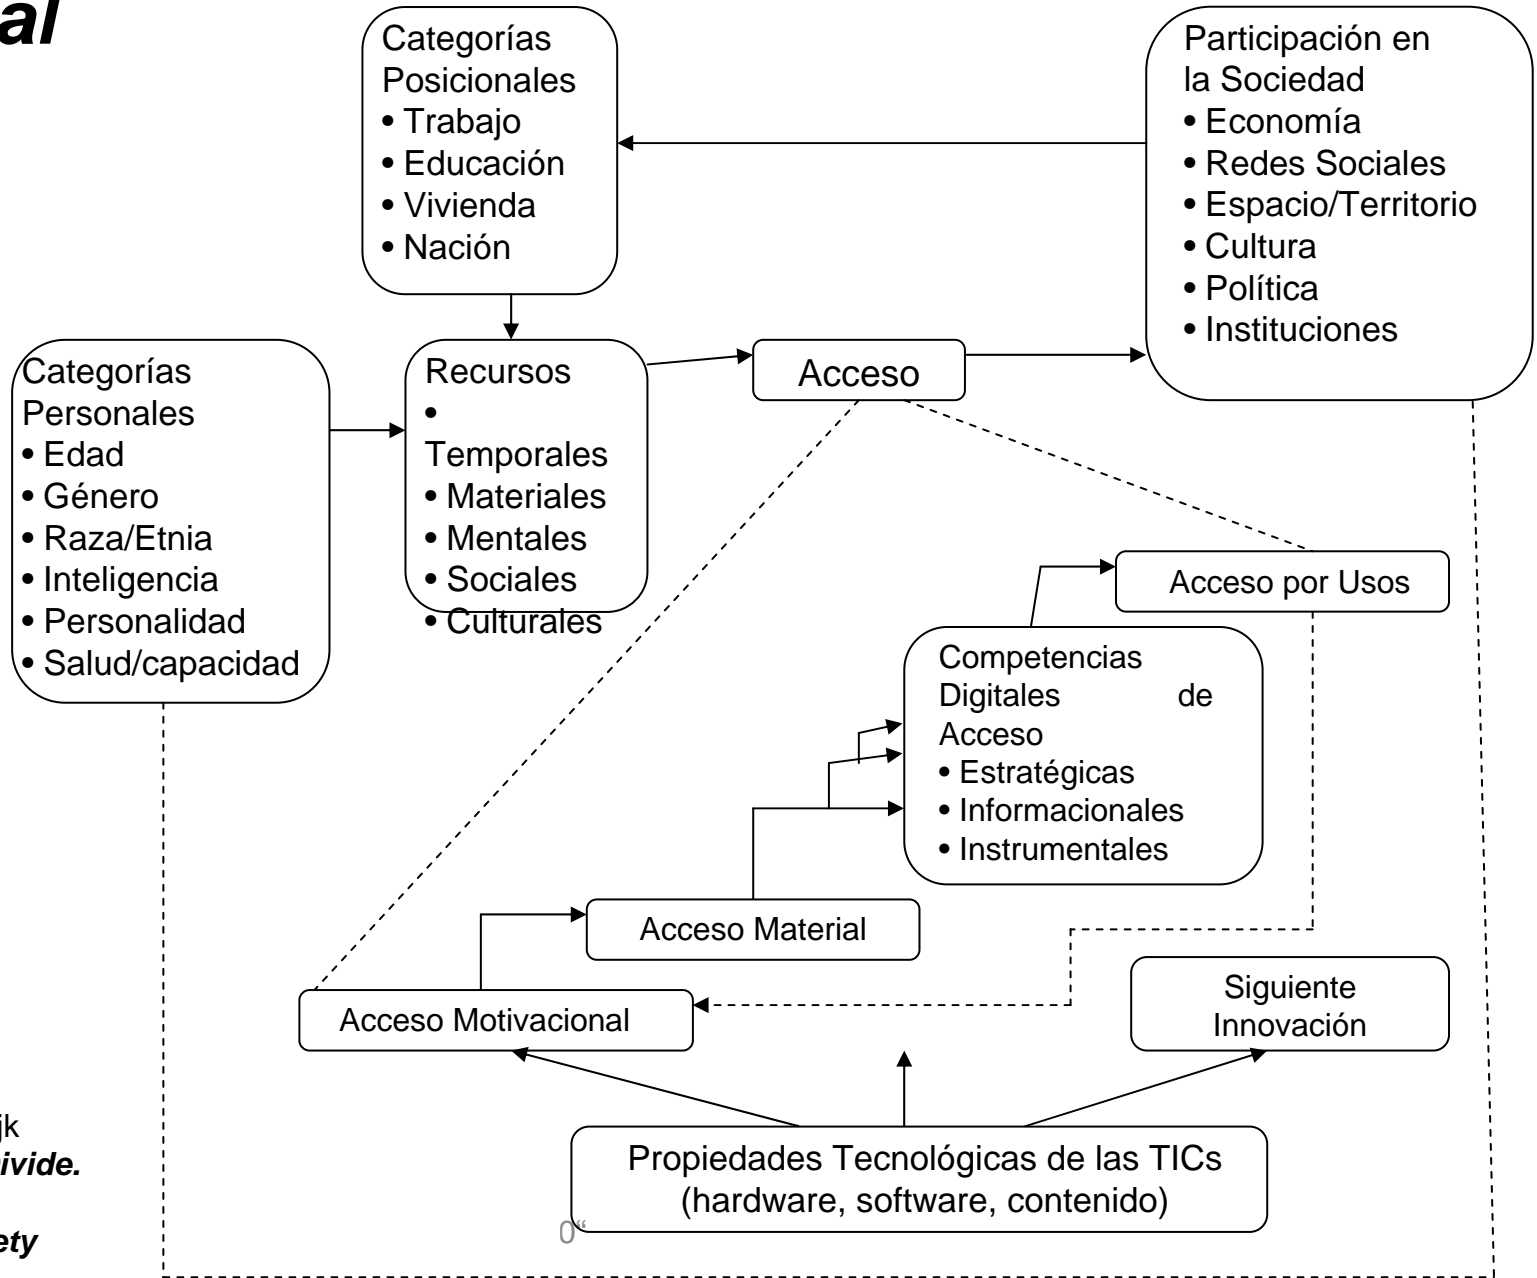 al
Categorías
Posicionales
• Trabajo
• Educación
• Vivienda
• Nación
Participación en
la Sociedad
• Economía
• Redes Sociales
• Espacio/Territorio
• Cultura
• Política
• Instituciones
Categorías
Personales
• Edad
• Género
• Raza/Etnia
• Inteligencia
• Personalidad
• Salud/capacidad
Recursos
•
Temporales
• Materiales
• Mentales
• Sociales
• Culturales
Acceso
Acceso por Usos
Competencias
Digitales de
Acceso
• Estratégicas
• Informacionales
• Instrumentales
Acceso Material
Acceso Motivacional
Siguiente
Innovación
Propiedades Tecnológicas de las TICs
(hardware, software, contenido)
0“
jk
ivide.
ety